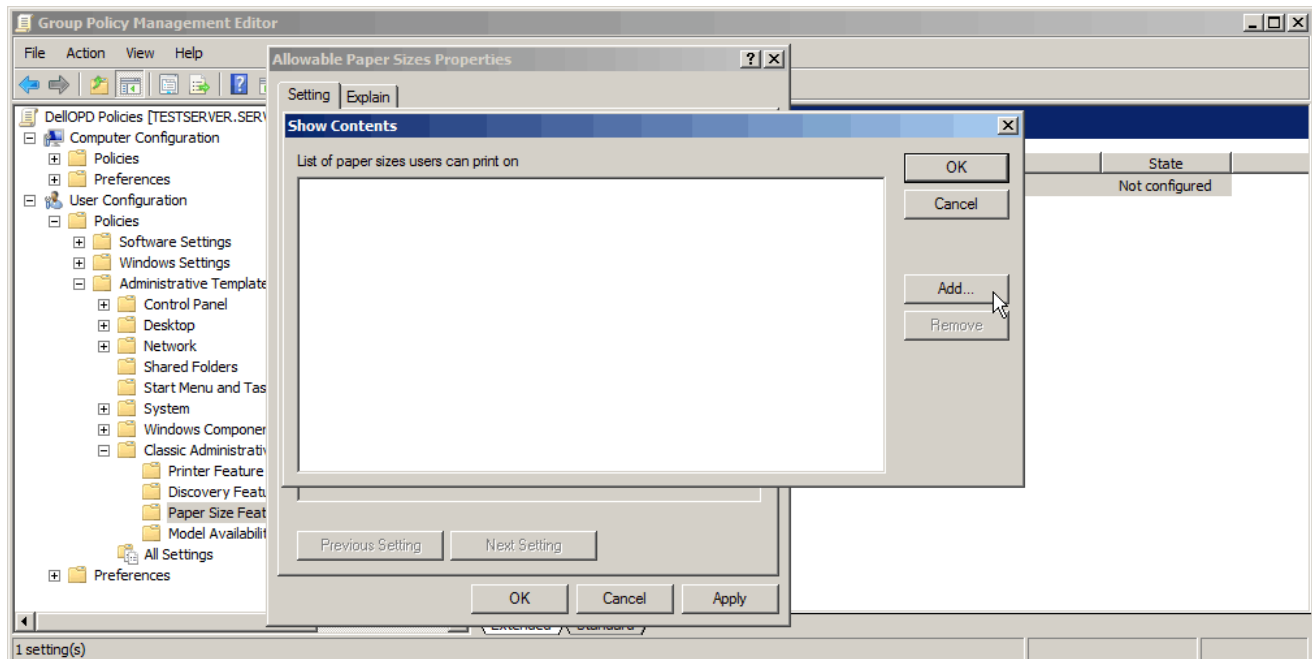 Group Policy Management Editor
File Action View Help
Allowable Paper Sizes Properties
Setting Explain
DellOPD Policies [TESTSERVER.SER
Show Contents
Computer Configuration
List of paper sizes users can print on
OK
State
Policies
Preferences
Not configured
User Configuration
Cancel
Policies
Software Settings
Windows Settings
Administrative Template
Add...
Control Panel
Desktop
Remove
Network
Shared Folders
Start Menu and Tas
System
Windows Componen
Classic Administrativ
Printer Feature
Discovery Featu
Paper Size Feat
Model Availabilit
Previous Setting Next Setting
All Settings
Preferences
OK Cancel Apply
Extended Standard
1 setting(s)